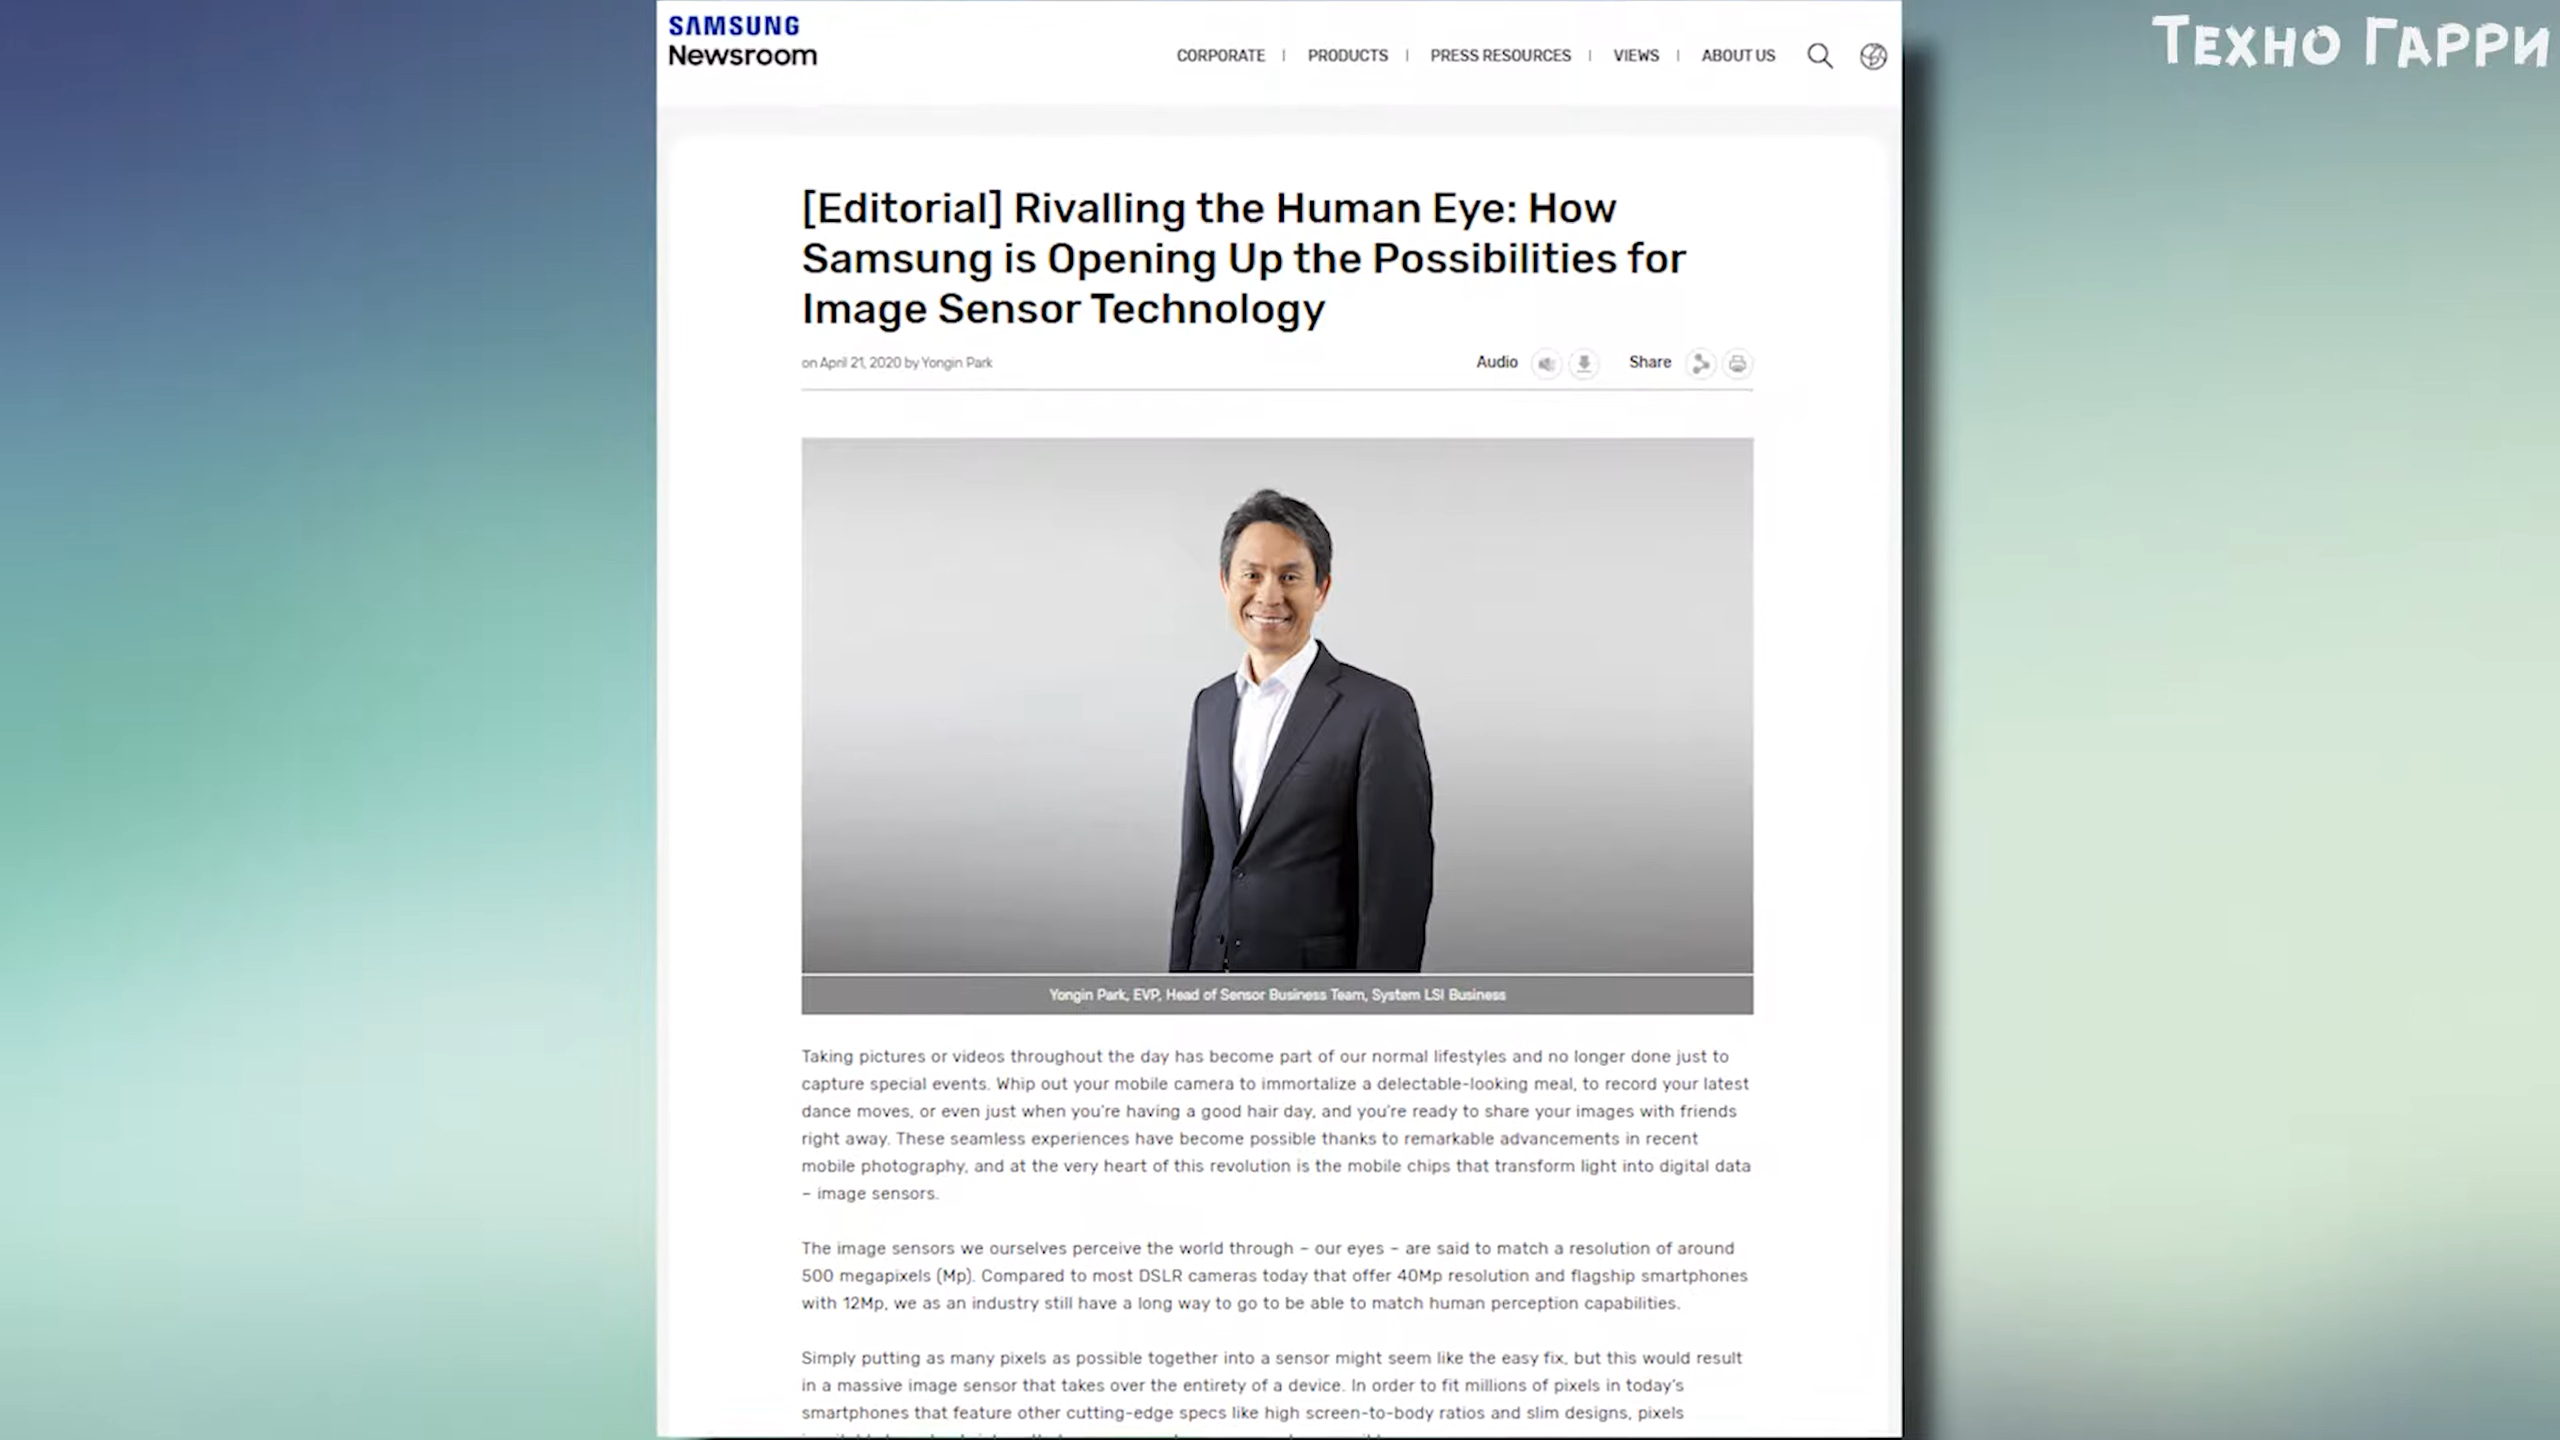 SAMSUNG
Newsroom
CORPORATE | PRODUCTS | PRESS RESOURCES | VIEWS | ABOUT US
Техно Гарри
[Editorial] Rivalling the Human Eye: How
Samsung is Opening Up the Possibilities for
Image Sensor Technology
on April 21, 2020 by Yongin Park
Audio
Share
Yongin Park, EVP, Head of Sensor Business Team, System LSI Business
Taking pictures or videos throughout the day has become part of our normal lifestyles and no longer done just to
capture special events. Whip out your mobile camera to immortalize a delectable-looking meal, to record your latest
dance moves, or even just when you're having a good hair day, and you're ready to share your images with friends
right away. These seamless experiences have become possible thanks to remarkable advancements in recent
mobile photography, and at the very heart of this revolution is the mobile chips that transform light into digital data
– image sensors.
The image sensors we ourselves perceive the world through – our eyes – are said to match a resolution of around
500 megapixels (Mp). Compared to most DSLR cameras today that offer 40Mp resolution and flagship smartphones
with 12Mp, we as an industry still have a long way to go to be able to match human perception capabilities.
Simply putting as many pixels as possible together into a sensor might seem like the easy fix, but this would result
in a massive image sensor that takes over the entirety of a device. In order to fit millions of pixels in today's
smartphones that feature other cutting-edge specs like high screen-to-body ratios and slim designs, pixels